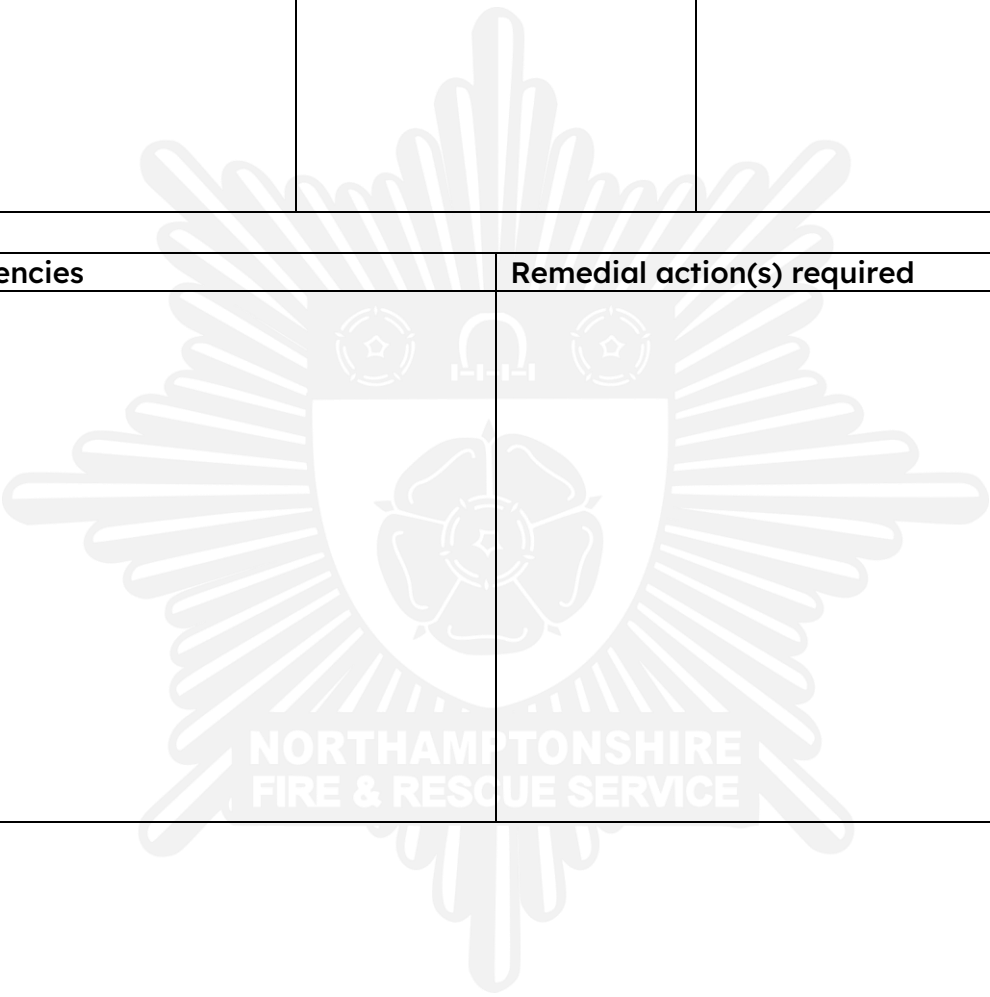 encies
Remedial action(s) required
NORTHAMPTONSHIRE
FIRE & RESCUE SERVICE